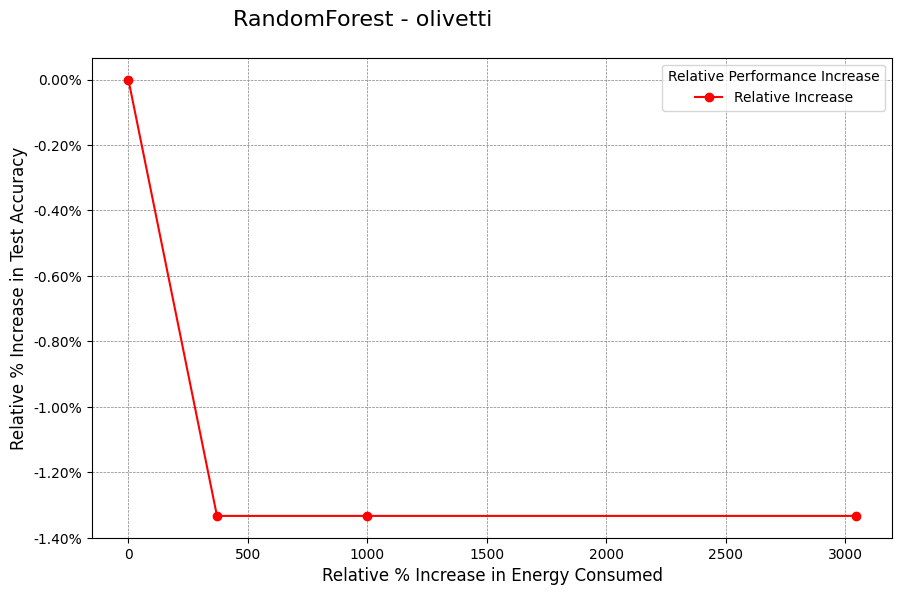 RandomForest - olivetti
Relative Performance Increase
Relative Increase
Relative % Increase in Test Accuracy
0.00%
-0.20%
-0.40%
-0.60%
-0.80%
-1.00%
-1.20%
-1.40%
0 500 1000 1500 2000 2500 3000
Relative % Increase in Energy Consumed